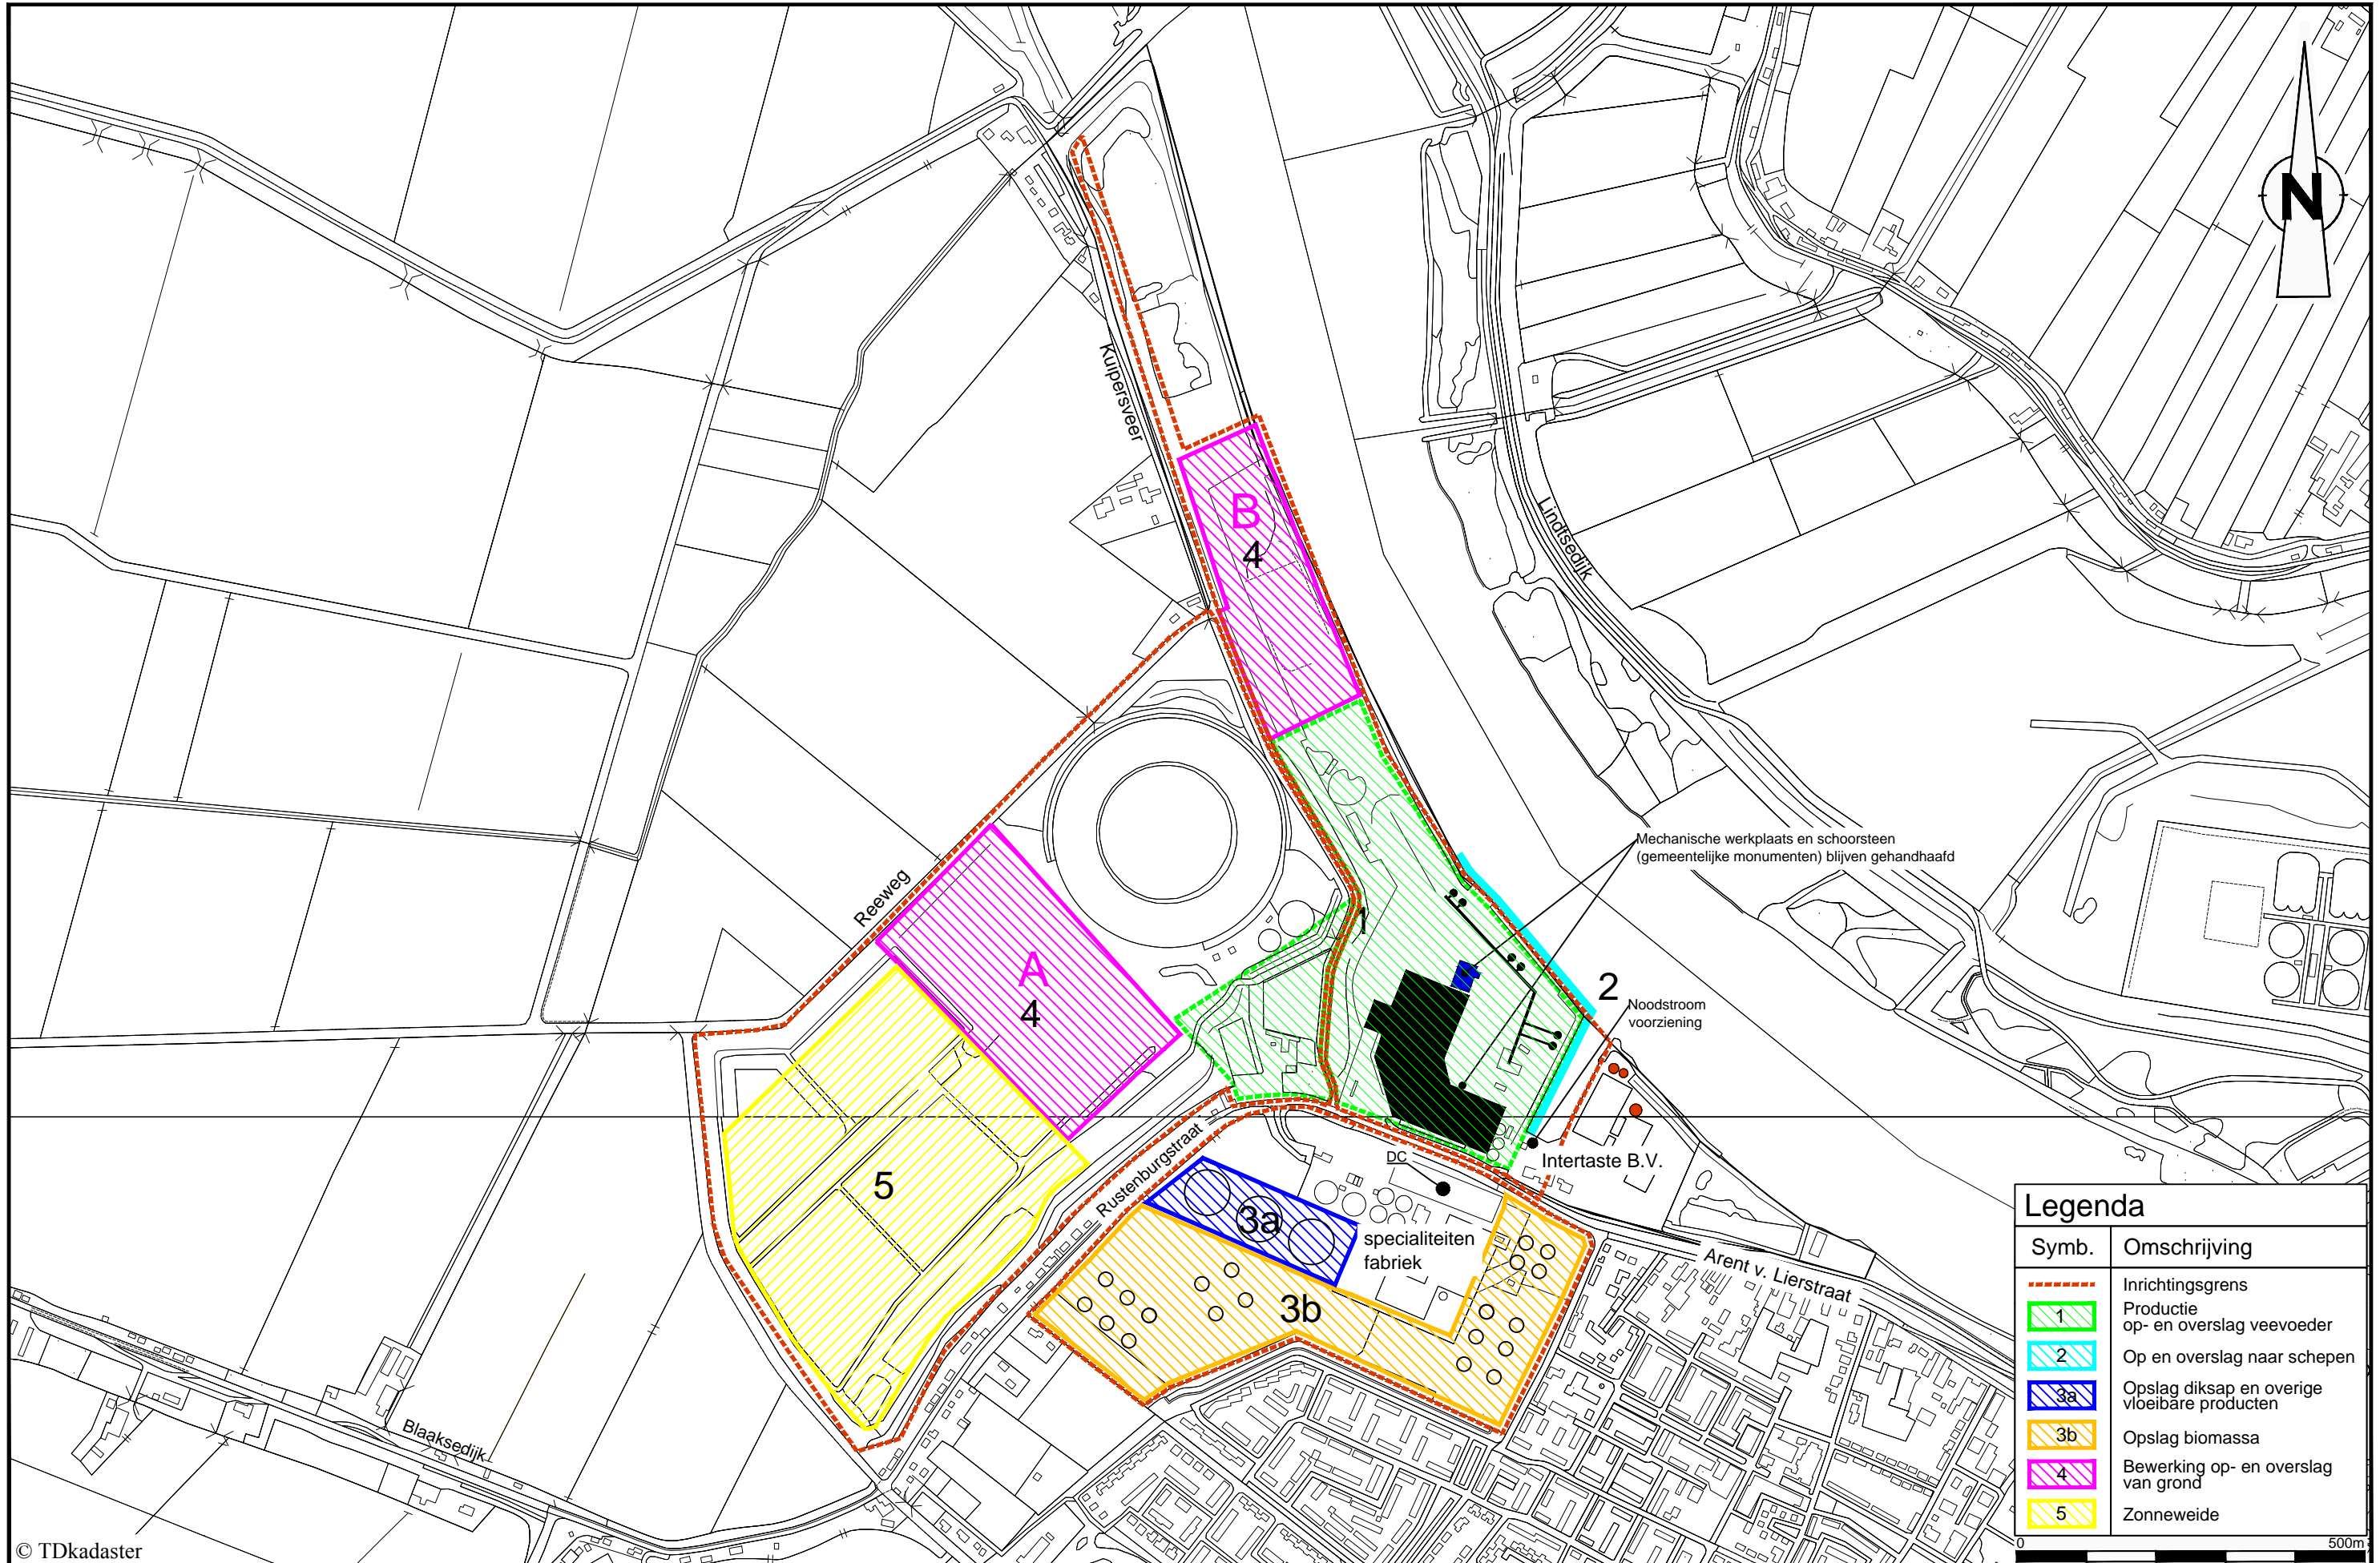 N
Kuipersveer
Lindtsedijk
B
4
Mechanische werkplaats en schoorsteen
(gemeentelijke monumenten) blijven gehandhaafd
Reeweg
1
A
4
2
Noodstroom
voorziening
5
Rustenburgstraat
DC
Intertaste B.V.
3a
specialiteiten
fabriek
Arent v. Lierstraat
3b
Blaaksedijk
Legenda
Symb. Omschrijving
Inrichtingsgrens
1 Productie
op- en overslag veevoeder
2 Op en overslag naar schepen
3a Opslag diksap en overige
vloeibare producten
3b Opslag biomassa
4 Bewerking op- en overslag
van grond
5 Zonneweide
0 500m
© TDkadaster